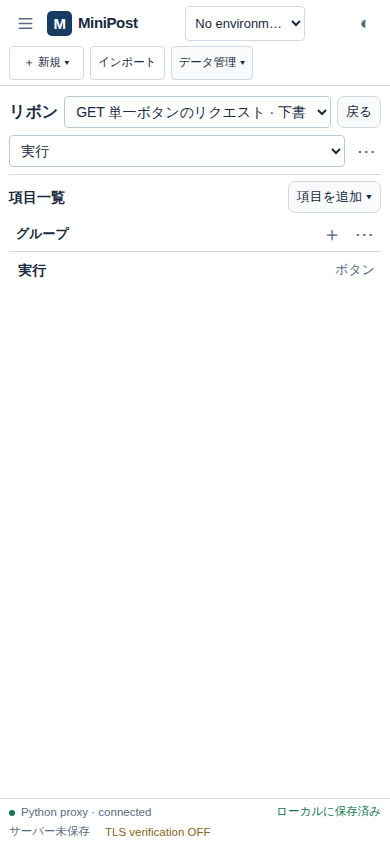 M MiniPost No environm…
＋ 新規 ▾ インポート データ管理 ▾
リボン GET 単一ボタンのリクエスト · 下書 戻る
実行 ⋯
項目一覧 項目を追加 ▾
グループ ＋ ⋯
実行 ボタン
Python proxy · connected ローカルに保存済み
サーバー未保存 TLS verification OFF